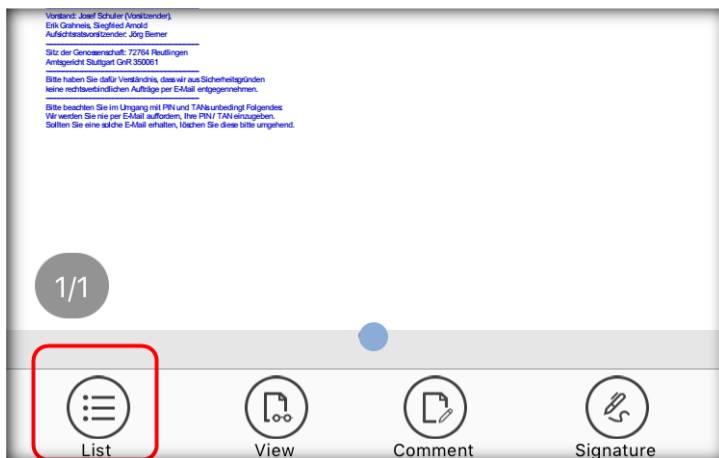 Vorstand: Josef Schuler (Vorsitzender),
Erik Grahneis, Siegfried Arnold
Aufsichtsratsvorsitzender: Jörg Berner
Sitz der Genossenschaft: 72764 Reutlingen
Amtsgericht Stuttgart GnR 350061
Bitte haben Sie dafür Verständnis, dass wir aus Sicherheitsgründen
keine rechtsverbindlichen Aufträge per E-Mail entgegennehmen.
Bitte beachten Sie im Umgang mit PIN und TANs unbedingt Folgendes:
Wir werden Sie nie per E-Mail auffordern, Ihre PIN / TAN einzugeben.
Sollten Sie eine solche E-Mail erhalten, löschen Sie diese bitte umgehend.
1/1
List View Comment Signature